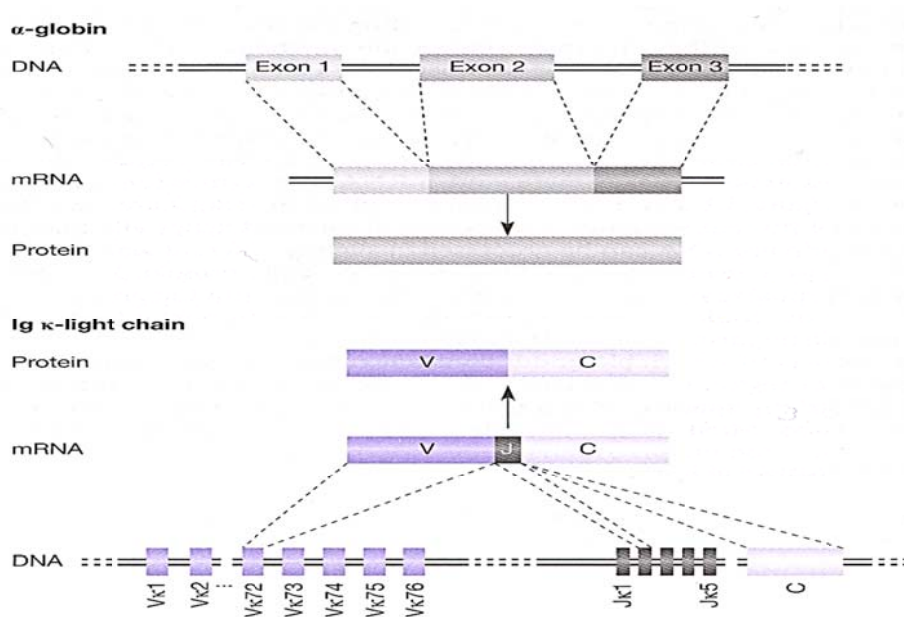 α-globin
DNA Exon 1 Exon 2 Exon 3
mRNA
Protein
Ig κ-light chain
Protein V C
mRNA V J C
DNA
Vκ1 Vκ2 ... Vκ72 Vκ73 Vκ74 Vκ75 Vκ76 Jκ1 Jκ5 C